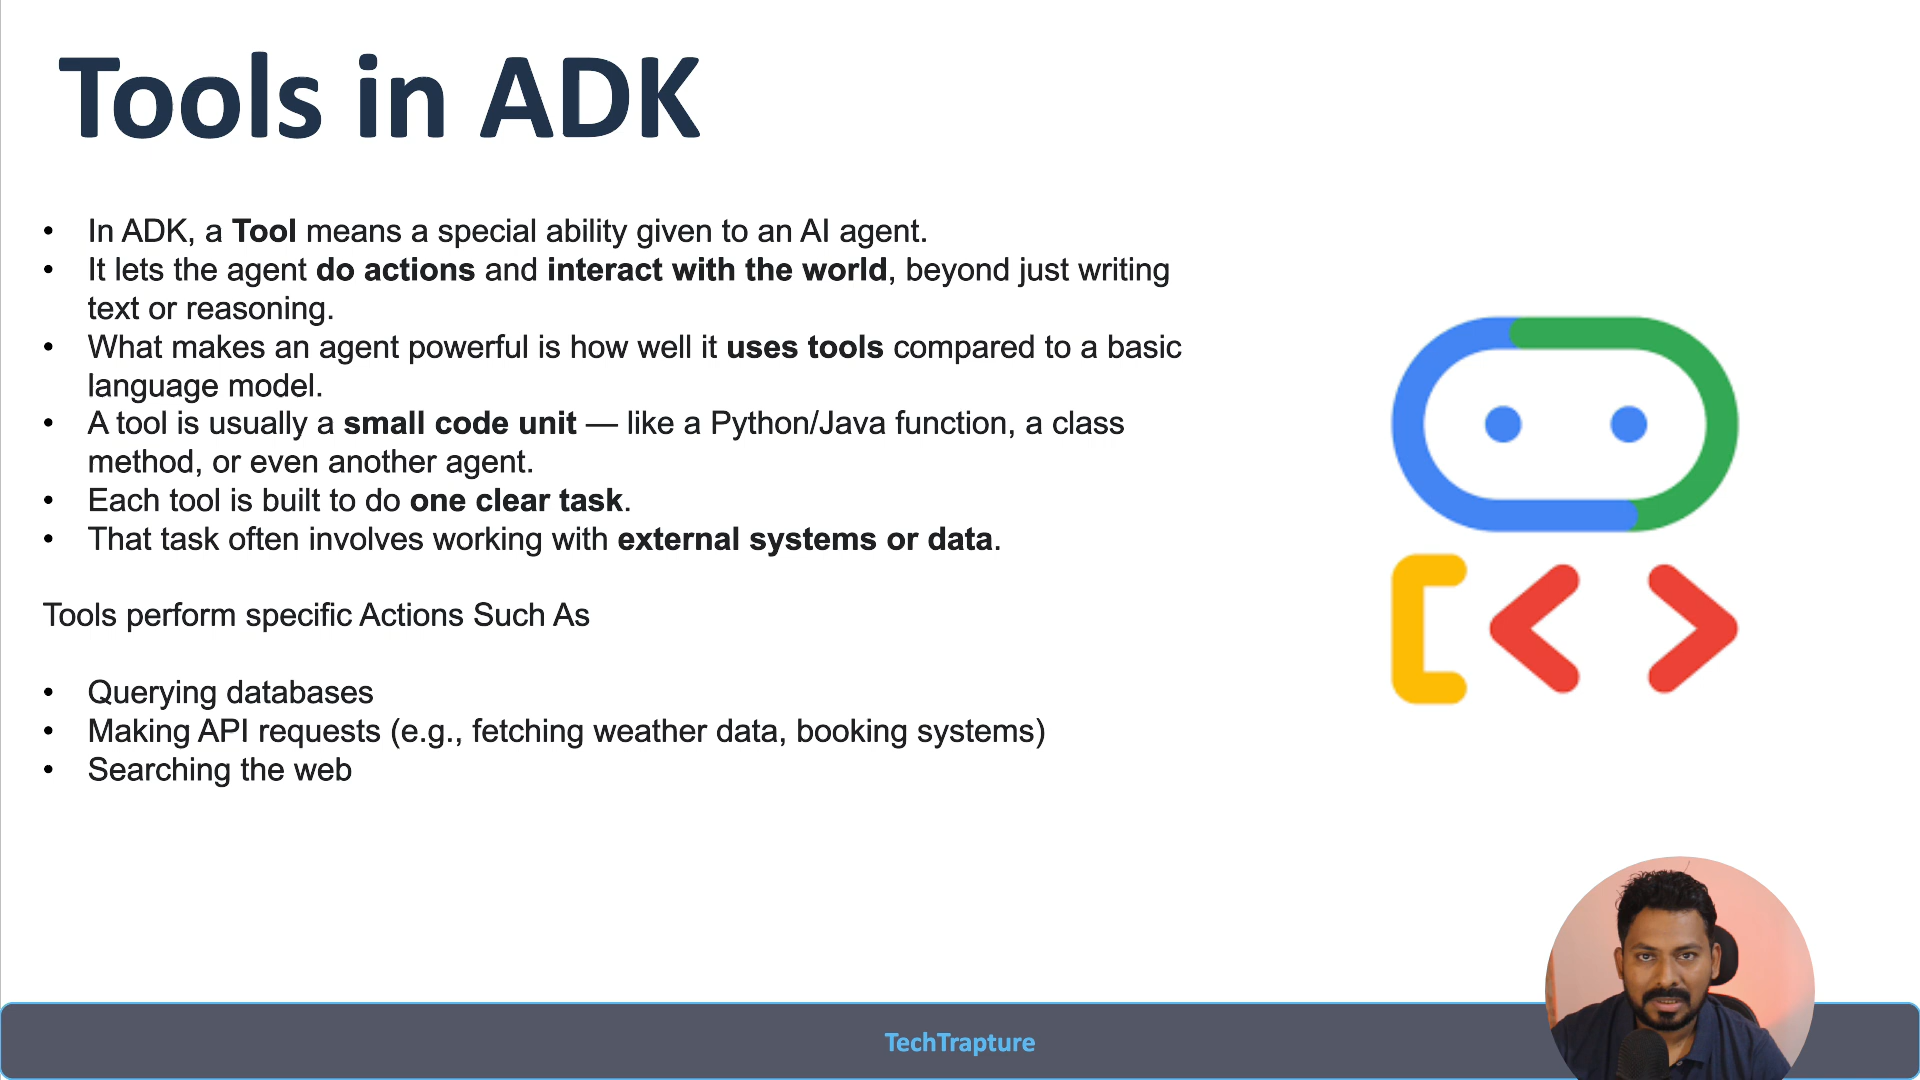 Tools in ADK
• In ADK, a Tool means a special ability given to an AI agent.
• It lets the agent do actions and interact with the world, beyond just writing
text or reasoning.
• What makes an agent powerful is how well it uses tools compared to a basic
language model.
• A tool is usually a small code unit — like a Python/Java function, a class
method, or even another agent.
• Each tool is built to do one clear task.
• That task often involves working with external systems or data.
Tools perform specific Actions Such As
• Querying databases
• Making API requests (e.g., fetching weather data, booking systems)
• Searching the web
TechTrapture